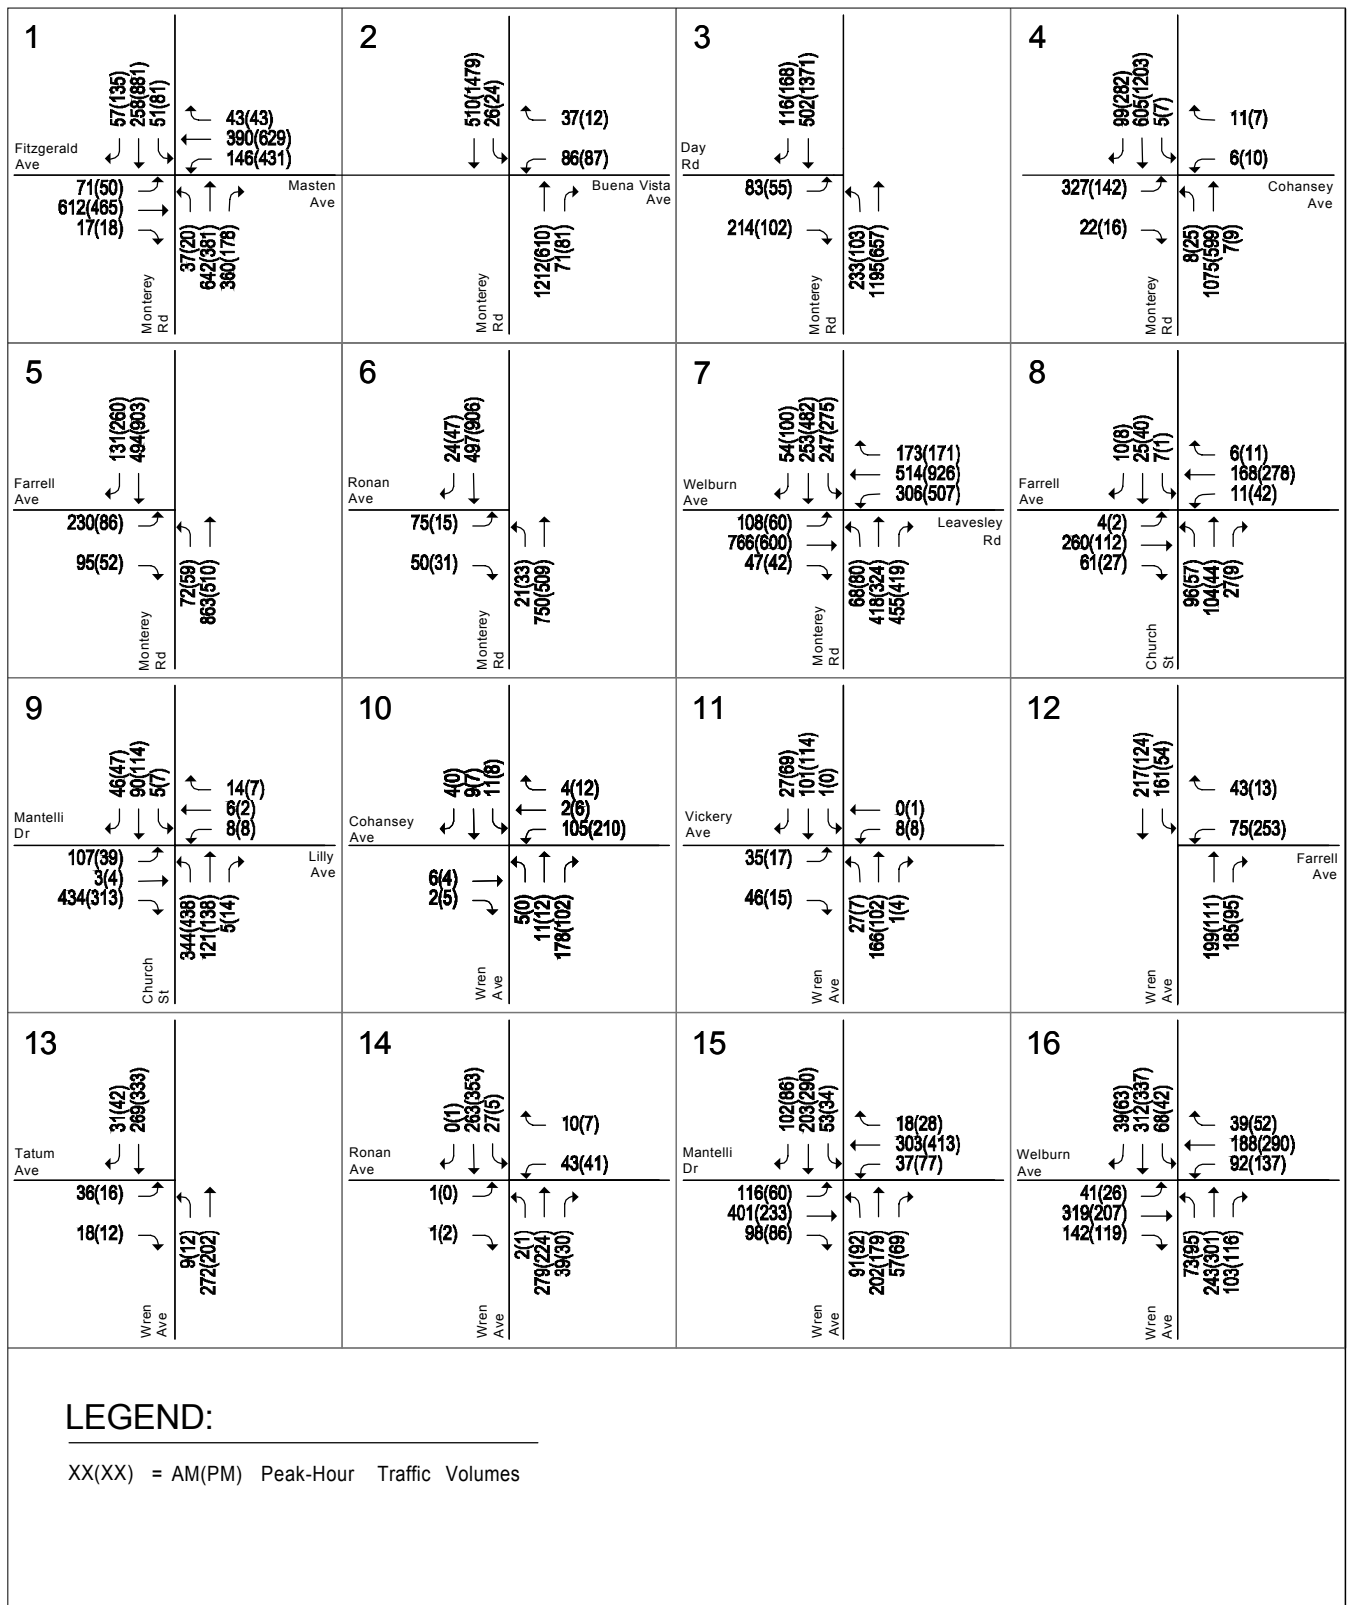 1
57(135)
258(881)
51(81)
43(43)
390(629)
146(431)
Fitzgerald
Ave
71(50)
612(465)
17(18)
Masten
Ave
37(20)
642(381)
360(178)
Monterey
Rd
2
510(1479)
26(24)
37(12)
86(87)
Buena Vista
Ave
1212(610)
71(81)
Monterey
Rd
3
116(168)
502(1371)
Day
Rd
83(55)
214(102)
233(103)
1195(657)
Monterey
Rd
4
99(282)
605(1203)
5(7)
11(7)
6(10)
327(142)
22(16)
Cohansey
Ave
8(25)
1075(599)
7(9)
Monterey
Rd
5
131(260)
494(903)
Farrell
Ave
230(86)
95(52)
72(59)
863(510)
Monterey
Rd
6
24(47)
497(906)
Ronan
Ave
75(15)
50(31)
21(33)
750(509)
Monterey
Rd
7
54(100)
253(482)
247(275)
173(171)
514(926)
306(507)
Welburn
Ave
108(60)
766(600)
47(42)
Leavesley
Rd
68(80)
418(324)
455(419)
Monterey
Rd
8
10(8)
25(40)
7(1)
6(11)
168(278)
11(42)
Farrell
Ave
4(2)
260(112)
61(27)
96(57)
104(44)
27(9)
Church
St
9
46(47)
90(114)
5(7)
14(7)
6(2)
8(8)
Mantelli
Dr
107(39)
3(4)
434(313)
Lilly
Ave
344(438)
121(138)
5(14)
Church
St
10
4(0)
9(7)
11(8)
4(12)
2(6)
105(210)
Cohansey
Ave
6(4)
2(5)
5(0)
11(12)
178(102)
Wren
Ave
11
27(69)
101(114)
1(0)
0(1)
8(8)
Vickery
Ave
35(17)
46(15)
27(7)
166(102)
1(4)
Wren
Ave
12
217(124)
161(54)
43(13)
75(253)
Farrell
Ave
199(111)
185(95)
Wren
Ave
13
31(42)
269(333)
Tatum
Ave
36(16)
18(12)
9(12)
272(202)
Wren
Ave
14
0(1)
263(353)
27(5)
10(7)
43(41)
Ronan
Ave
1(0)
1(2)
2(1)
279(224)
39(30)
Wren
Ave
15
102(86)
203(290)
53(34)
18(28)
303(413)
37(77)
Mantelli
Dr
116(60)
401(233)
98(86)
91(92)
202(179)
57(69)
Wren
Ave
16
39(63)
312(337)
68(42)
39(52)
188(290)
92(137)
Welburn
Ave
41(26)
319(207)
142(119)
73(95)
243(301)
103(116)
Wren
Ave
LEGEND:
XX(XX) = AM(PM) Peak-Hour Traffic Volumes